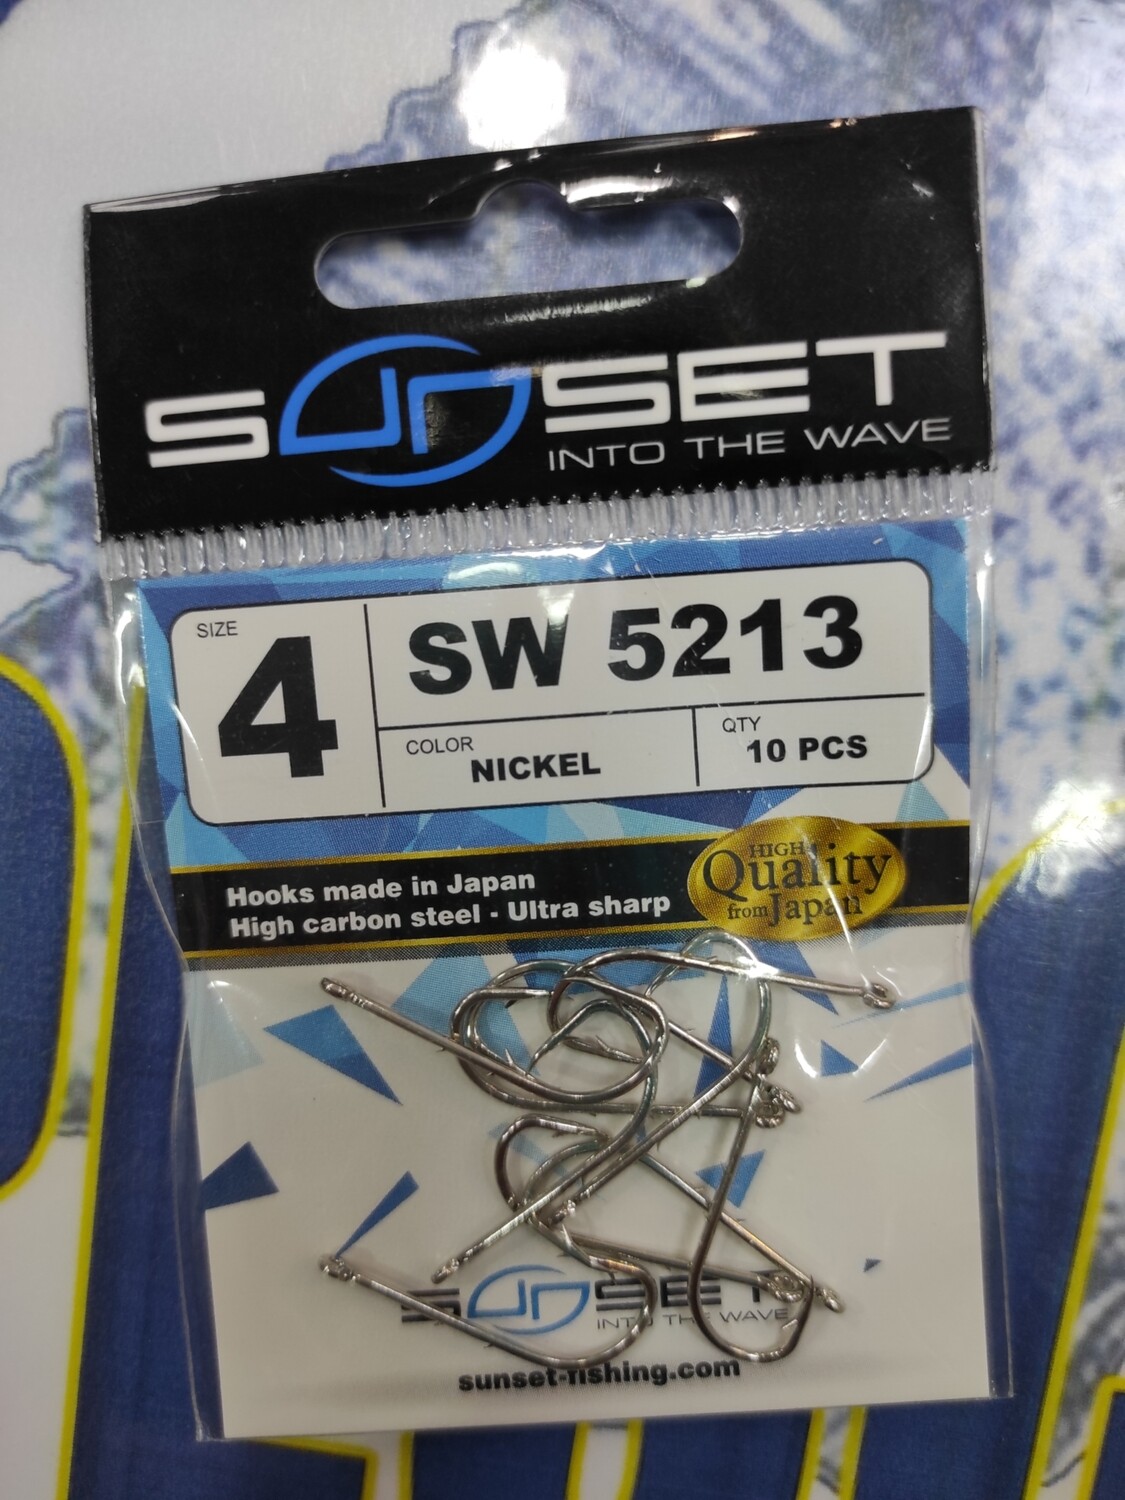 SUNSET
INTO THE WAVE
SIZE
4
SW 5213
COLOR
NICKEL
QTY
10 PCS
Hooks made in Japan
High carbon steel - Ultra sharp
HIGH
Quality
from Japan
SUNSET
INTO THE WAVE
sunset-fishing.com